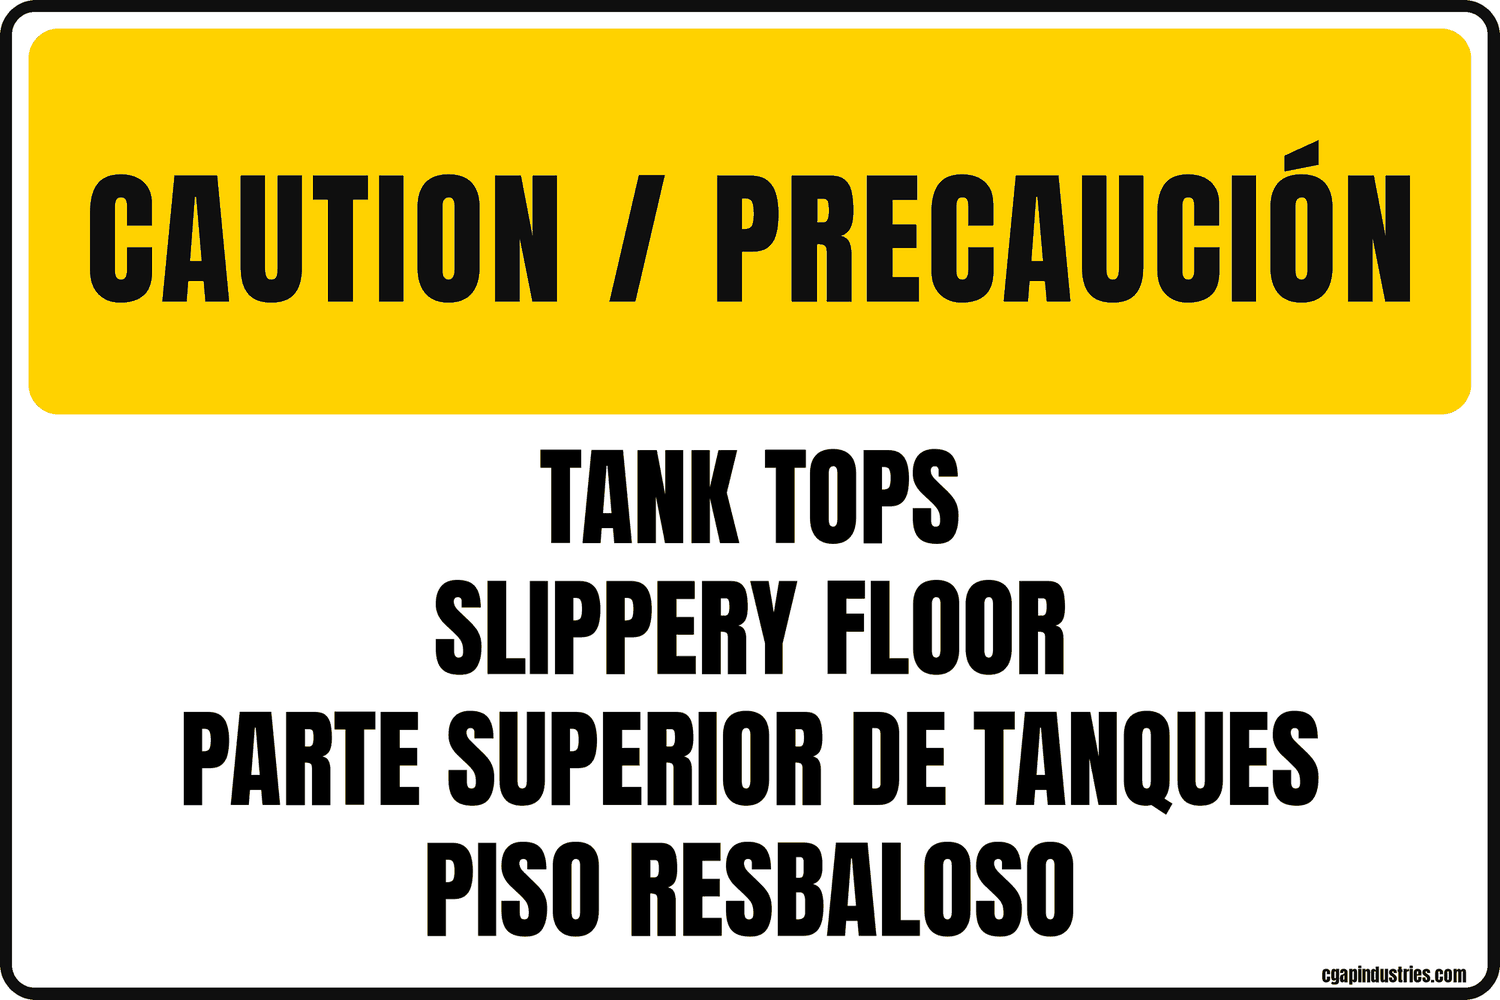 CAUTION / PRECAUCIÓN
TANK TOPS
SLIPPERY FLOOR
PARTE SUPERIOR DE TANQUES
PISO RESBALOSO
cgapindustries.com